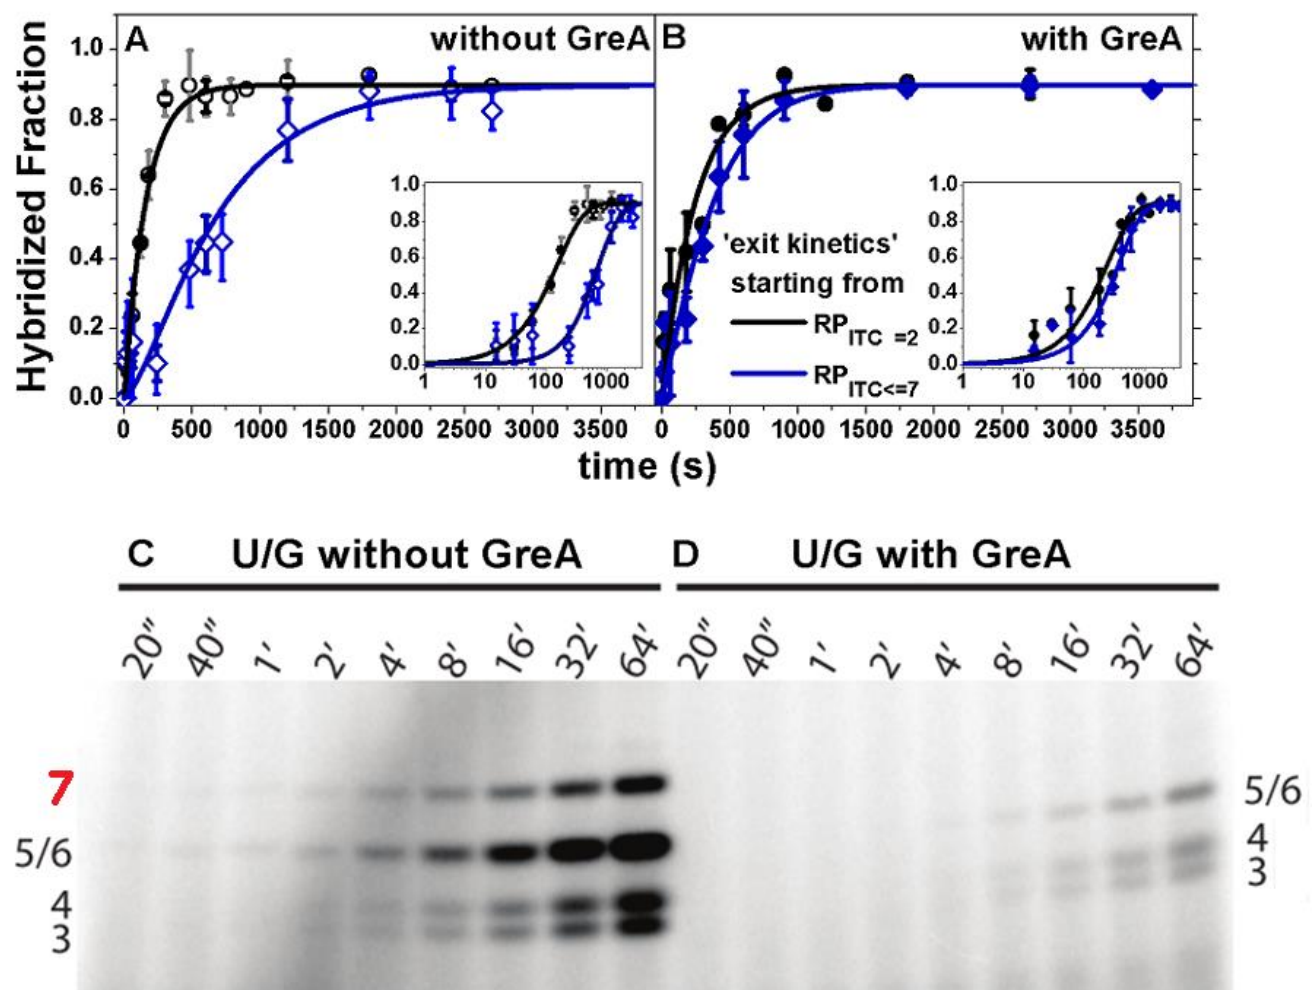 A without GreA B with GreA
Hybridized Fraction
1.0
0.8
0.6
0.4
0.2
0.0
1.0
0.8
0.6
0.4
0.2
0.0
1 10 100 1000
'exit kinetics'
starting from
RP ITC =2
RP ITC<=7
1.0
0.8
0.6
0.4
0.2
0.0
1 10 100 1000
0 500 1000 1500 2000 2500 3000 3500 0 500 1000 1500 2000 2500 3000 3500
time (s)
C U/G without GreA D U/G with GreA
20" 40" 1' 2' 4' 8' 16' 32' 64' 20" 40" 1' 2' 4' 8' 16' 32' 64'
7
5/6
4
3
5/6
4
3